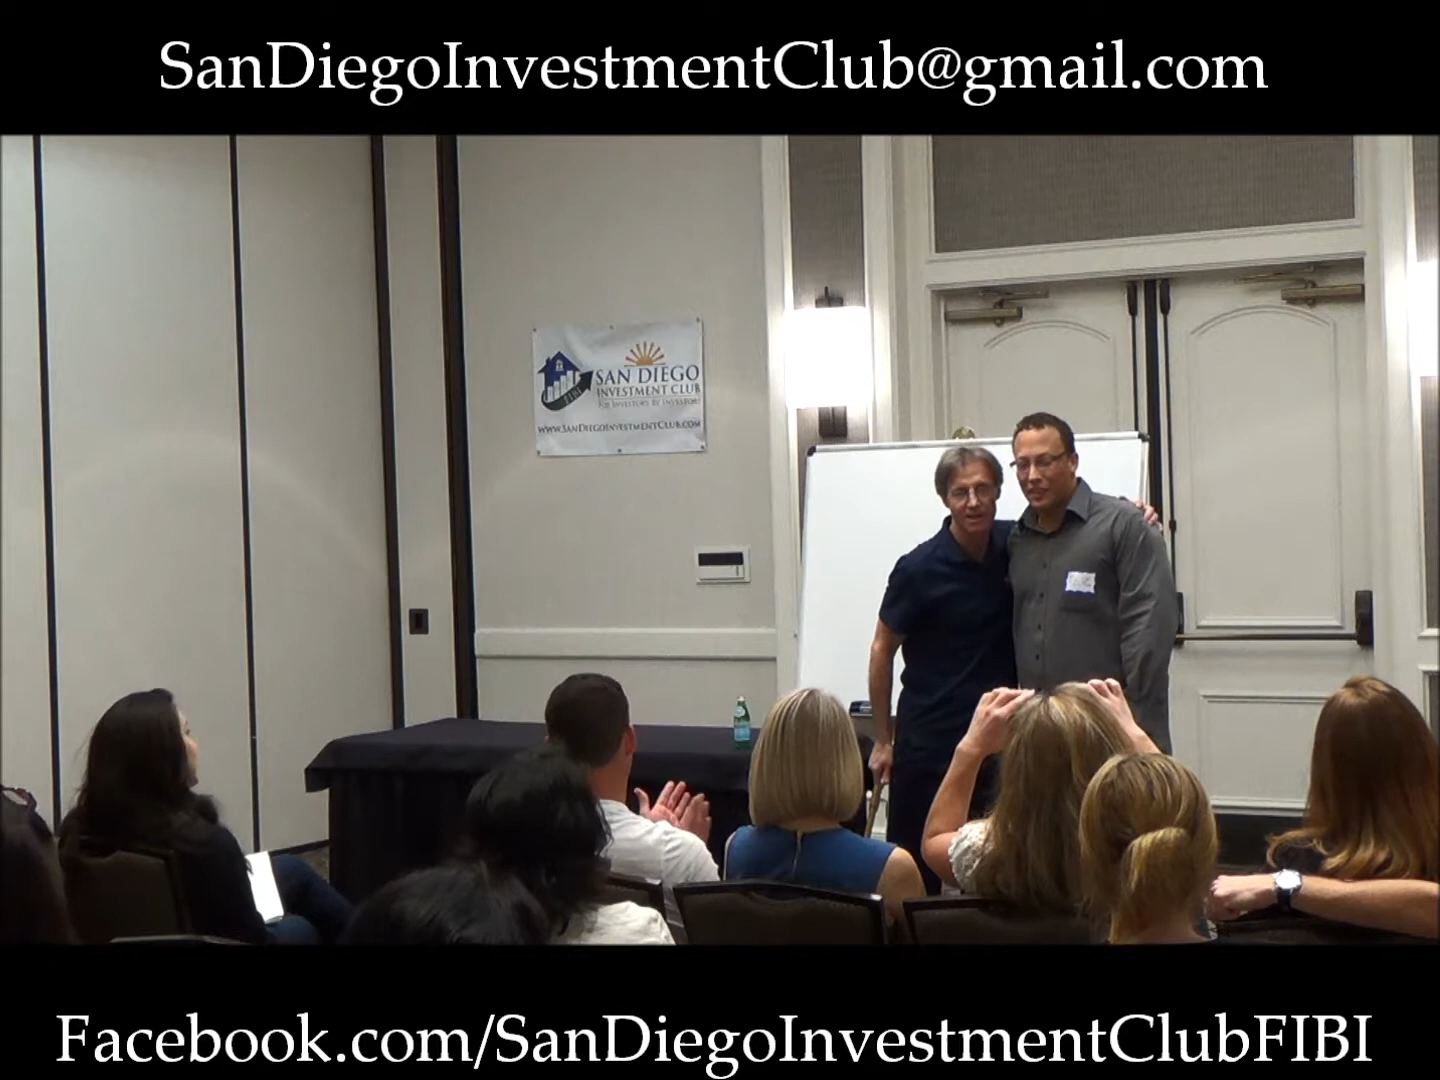 SanDiegoInvestmentClub@gmail.com
SAN DIEGO
INVESTMENT CLUB
FOR INVESTORS BY INVESTORS
WWW.SANDIEGOINVESTMENTCLUB.COM
Facebook.com/SanDiegoInvestmentClubFIBI